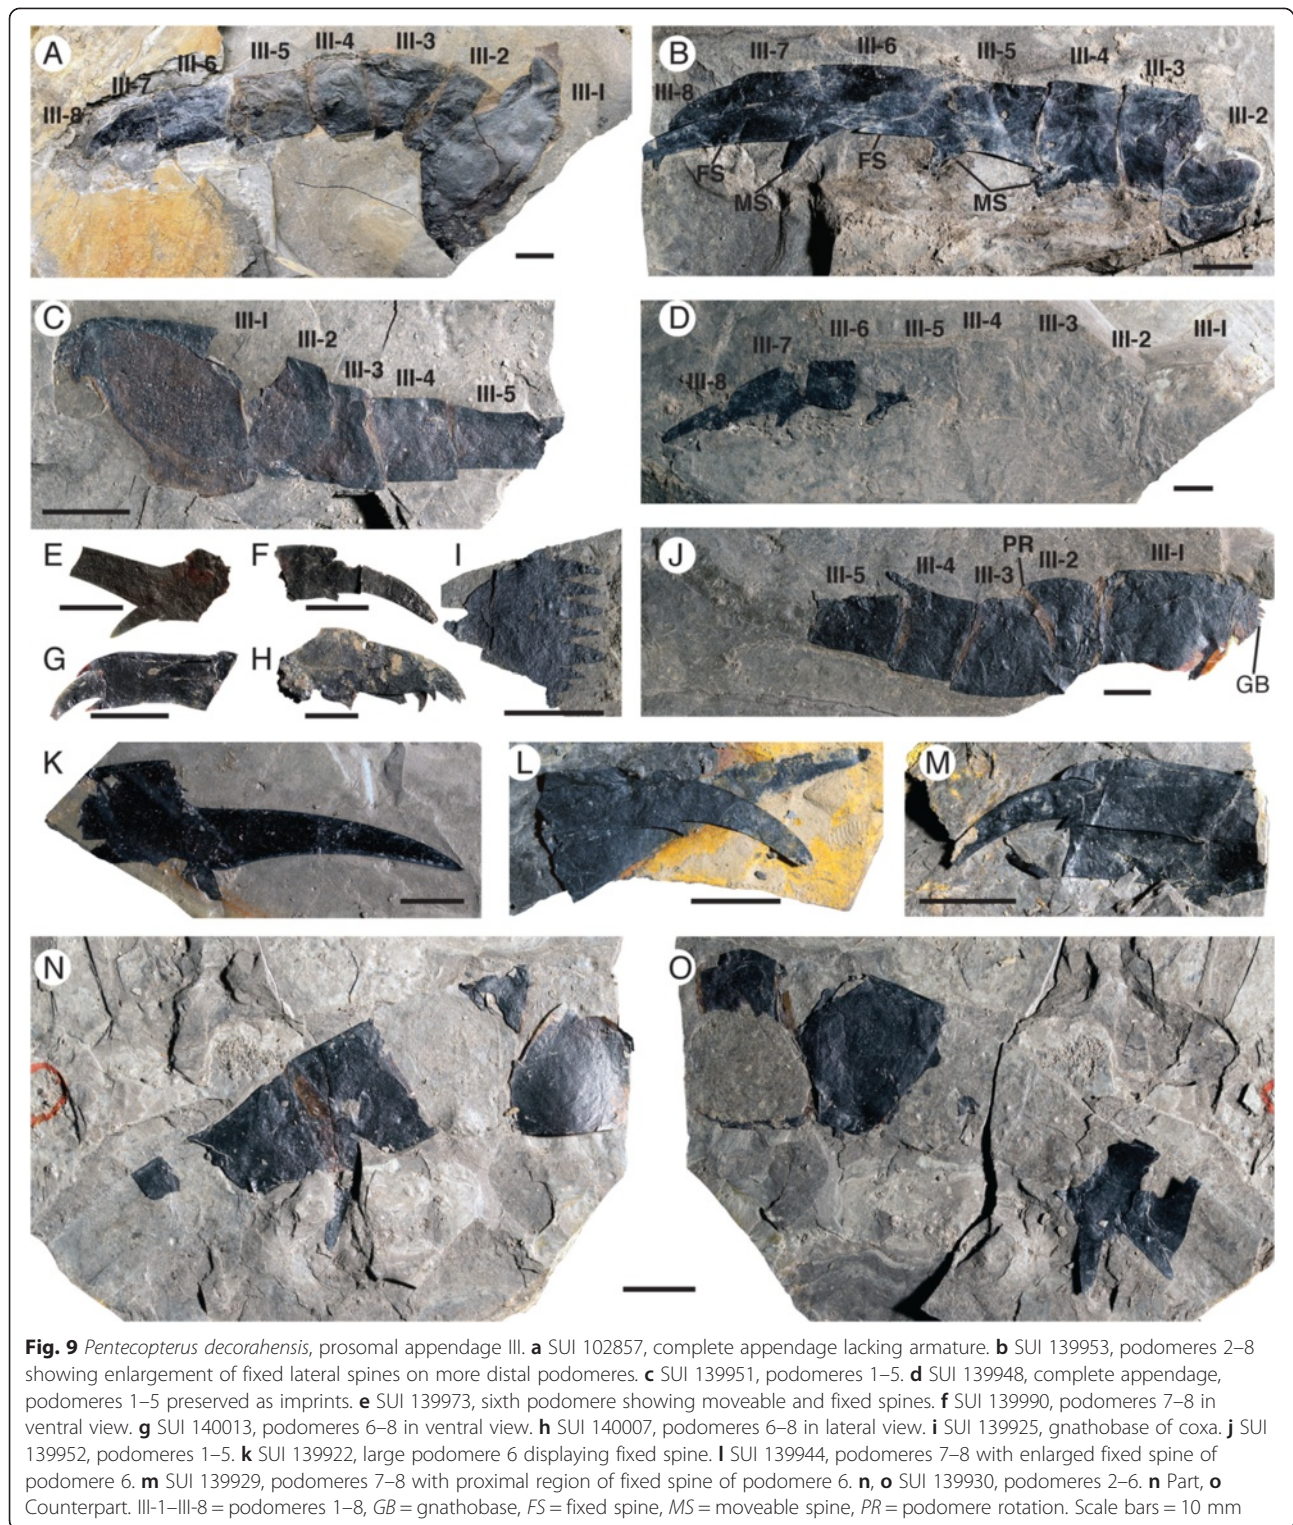 A
III-8
III-7
III-6
III-5
III-4
III-3
III-2
III-I
B
III-8
III-7
III-6
III-5
III-4
III-3
III-2
FS
MS
FS
MS
C
III-I
III-2
III-3
III-4
III-5
D
III-8
III-7
III-6
III-5
III-4
III-3
III-2
III-I
E
F
G
H
I
J
III-5
III-4
III-3
PR
III-2
III-I
GB
K
L
M
N
O
Fig. 9 Pentecopterus decorahensis, prosomal appendage III. a SUI 102857, complete appendage lacking armature. b SUI 139953, podomeres 2–8
showing enlargement of fixed lateral spines on more distal podomeres. c SUI 139951, podomeres 1–5. d SUI 139948, complete appendage,
podomeres 1–5 preserved as imprints. e SUI 139973, sixth podomere showing moveable and fixed spines. f SUI 139990, podomeres 7–8 in
ventral view. g SUI 140013, podomeres 6–8 in ventral view. h SUI 140007, podomeres 6–8 in lateral view. i SUI 139925, gnathobase of coxa. j SUI
139952, podomeres 1–5. k SUI 139922, large podomere 6 displaying fixed spine. l SUI 139944, podomeres 7–8 with enlarged fixed spine of
podomere 6. m SUI 139929, podomeres 7–8 with proximal region of fixed spine of podomere 6. n, o SUI 139930, podomeres 2–6. n Part, o
Counterpart. III-1–III-8 = podomeres 1–8, GB = gnathobase, FS = fixed spine, MS = moveable spine, PR = podomere rotation. Scale bars = 10 mm